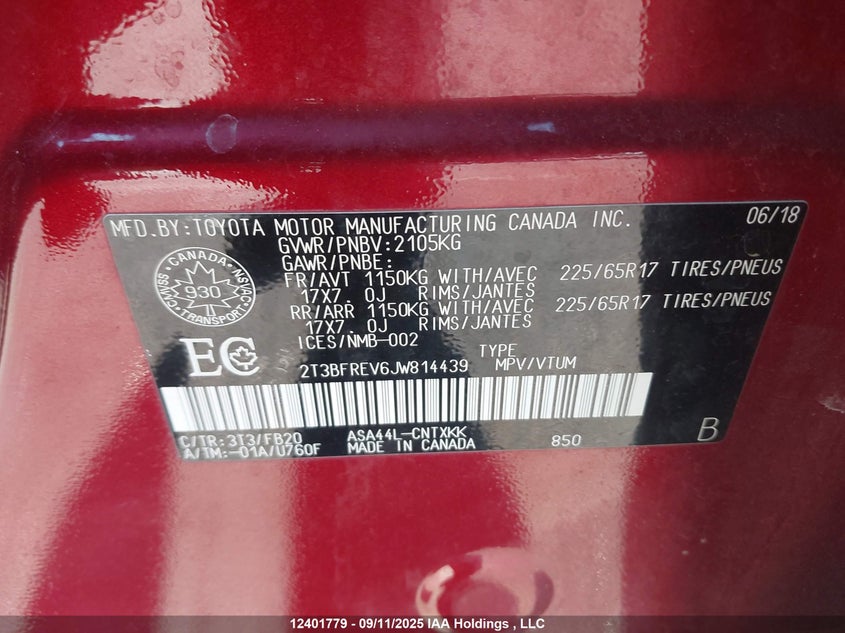 MFD.BY:TOYOTA MOTOR MANUFACTURING CANADA INC. 06/18
GVWR/PNBV:2105KG
GAWR/PNBE:
FR/AVT 1150KG WITH/AVEC 225/65R17 TIRES/PNEUS
17X7.0J RIMS/JANTES
RR/ARR 1150KG WITH/AVEC 225/65R17 TIRES/PNEUS
17X7.0J RIMS/JANTES
ICES/NMB-002
CANADA
930
TRANSPORT
EC
TYPE
2T3BFREV6JW814439 MPV/VTUM
C/TR:3T3/FB20 ASA44L-CNTXKK 850 B
A/TM:-01A/U760F MADE IN CANADA
12401779 - 09/11/2025 IAA Holdings , LLC